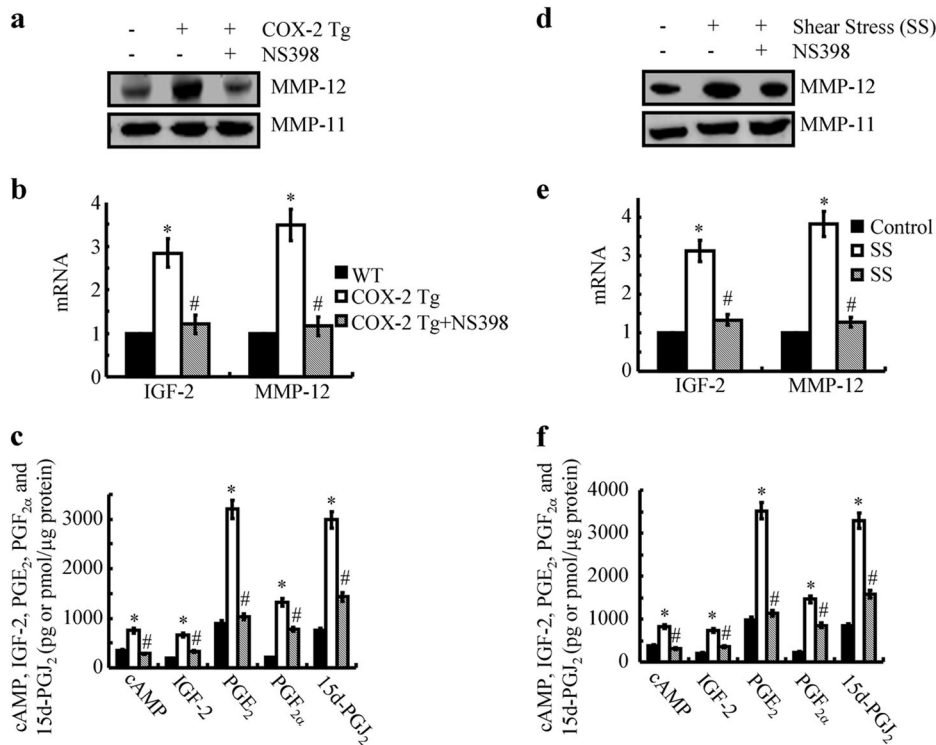 a
- + + COX-2 Tg
- - + NS398
MMP-12
MMP-11
b
mRNA
4
3
2
1
0
* # * #
IGF-2 MMP-12
WT
COX-2 Tg
COX-2 Tg+NS398
c
cAMP, IGF-2, PGE2, PGF2α and
15d-PGJ2 (pg or pmol/μg protein)
3000
2000
1000
0
* # * # * # * # * #
cAMP IGF-2 PGE2 PGF2α 15d-PGJ2
d
- + + Shear Stress (SS)
- - + NS398
MMP-12
MMP-11
e
mRNA
4
3
2
1
0
* # * #
IGF-2 MMP-12
Control
SS
SS
f
cAMP, IGF-2, PGE2, PGF2α and
15d-PGJ2 (pg or pmol/μg protein)
4000
3000
2000
1000
0
* # * # * # * # * #
cAMP IGF-2 PGE2 PGF2α 15d-PGJ2